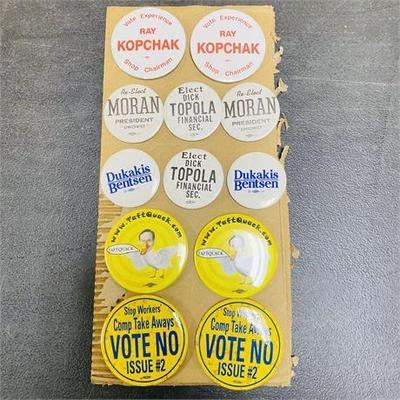 Vote Experience
RAY
KOPCHAK
Shop Chairman
Vote Experience
RAY
KOPCHAK
Shop Chairman
Re-Elect
MORAN
PRESIDENT
Elect
DICK
TOPOLA
FINANCIAL
SEC.
Re-Elect
MORAN
PRESIDENT
Dukakis
Bentsen
Elect
DICK
TOPOLA
FINANCIAL
SEC.
Dukakis
Bentsen
www.TaftQuack.com
TAFTQUACK
www.TaftQuack.com
TAFTQUACK
Stop Workers'
Comp Take Aways
VOTE NO
ISSUE #2
Stop Workers'
Comp Take Aways
VOTE NO
ISSUE #2